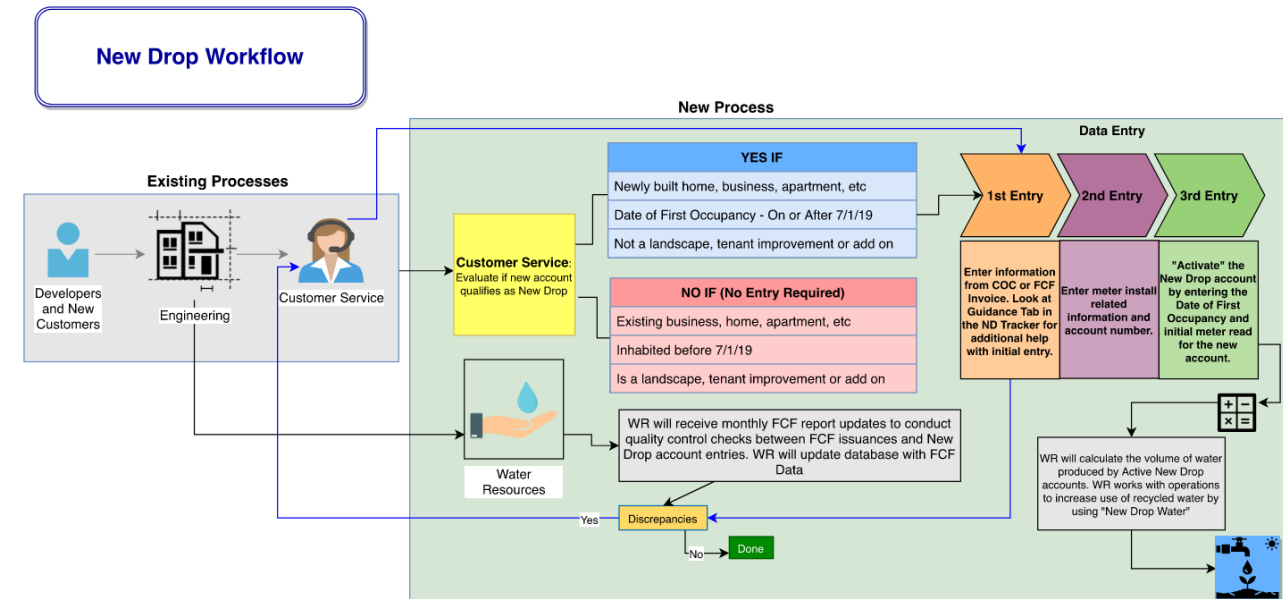 New Drop Workflow
New Process
Existing Processes
Developers
and New
Customers
Engineering
Customer Service
Customer Service:
Evaluate if new account
qualifies as New Drop
YES IF
Newly built home, business, apartment, etc
Date of First Occupancy - On or After 7/1/19
Not a landscape, tenant improvement or add on
NO IF (No Entry Required)
Existing business, home, apartment, etc
Inhabited before 7/1/19
Is a landscape, tenant improvement or add on
Data Entry
1st Entry
2nd Entry
3rd Entry
Enter information
from COC or FCF
Invoice. Look at
Guidance Tab in
the ND Tracker for
additional help
with initial entry.
Enter meter install
related
information and
account number.
"Activate" the
New Drop account
by entering the
Date of First
Occupancy and
initial meter read
for the new
account.
Water
Resources
WR will receive monthly FCF report updates to conduct
quality control checks between FCF issuances and New
Drop account entries. WR will update database with FCF
Data
Discrepancies
Yes
No
Done
+ −
× =
WR will calculate the volume of water
produced by Active New Drop
accounts. WR works with operations
to increase use of recycled water by
using "New Drop Water"